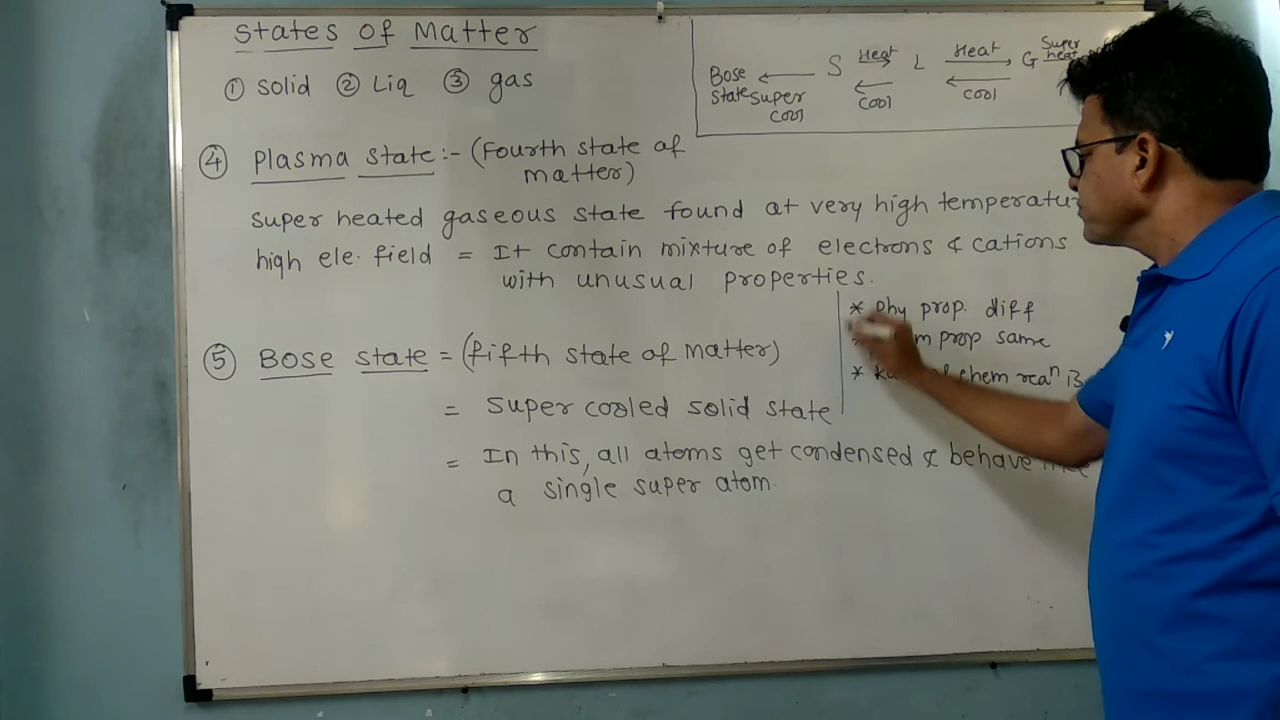 States of Matter
① solid ② Liq ③ gas
Bose ← S Heat → L Heat → G Super heat
state super cool ← cool ← cool
④ Plasma state:- (Fourth state of
matter)
super heated gaseous state found at very high
high ele. field = It contain mixture of electrons & cations
with unusual properties.
* phy prop. diff
prop same
* chem rcaⁿ is
⑤ Bose state = (fifth state of matter)
= super cooled solid state
= In this, all atoms get condensed & behave
a single super atom.